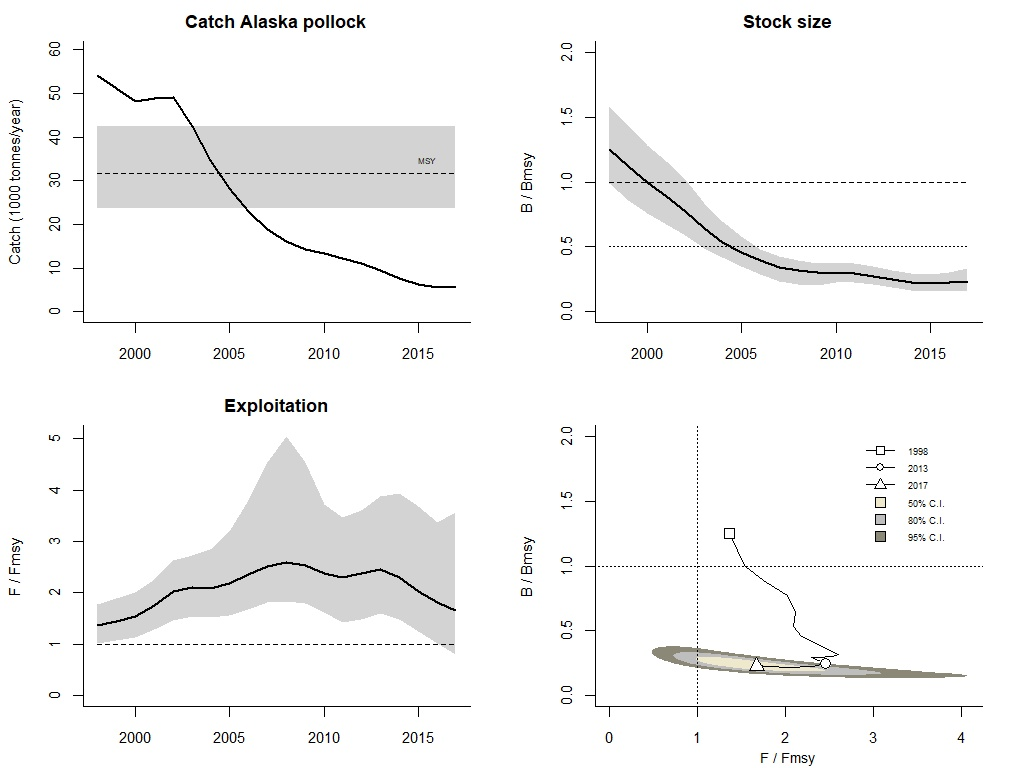 Catch Alaska pollock
Catch (1000 tonnes/year)
60
50
40
30
20
10
0
MSY
2000 2005 2010 2015
Stock size
B / Bmsy
2.0
1.5
1.0
0.5
0.0
2000 2005 2010 2015
Exploitation
F / Fmsy
5
4
3
2
1
0
2000 2005 2010 2015
B / Bmsy
2.0
1.5
1.0
0.5
0.0
1998
2013
2017
50% C.I.
80% C.I.
95% C.I.
0 1 2 3 4
F / Fmsy